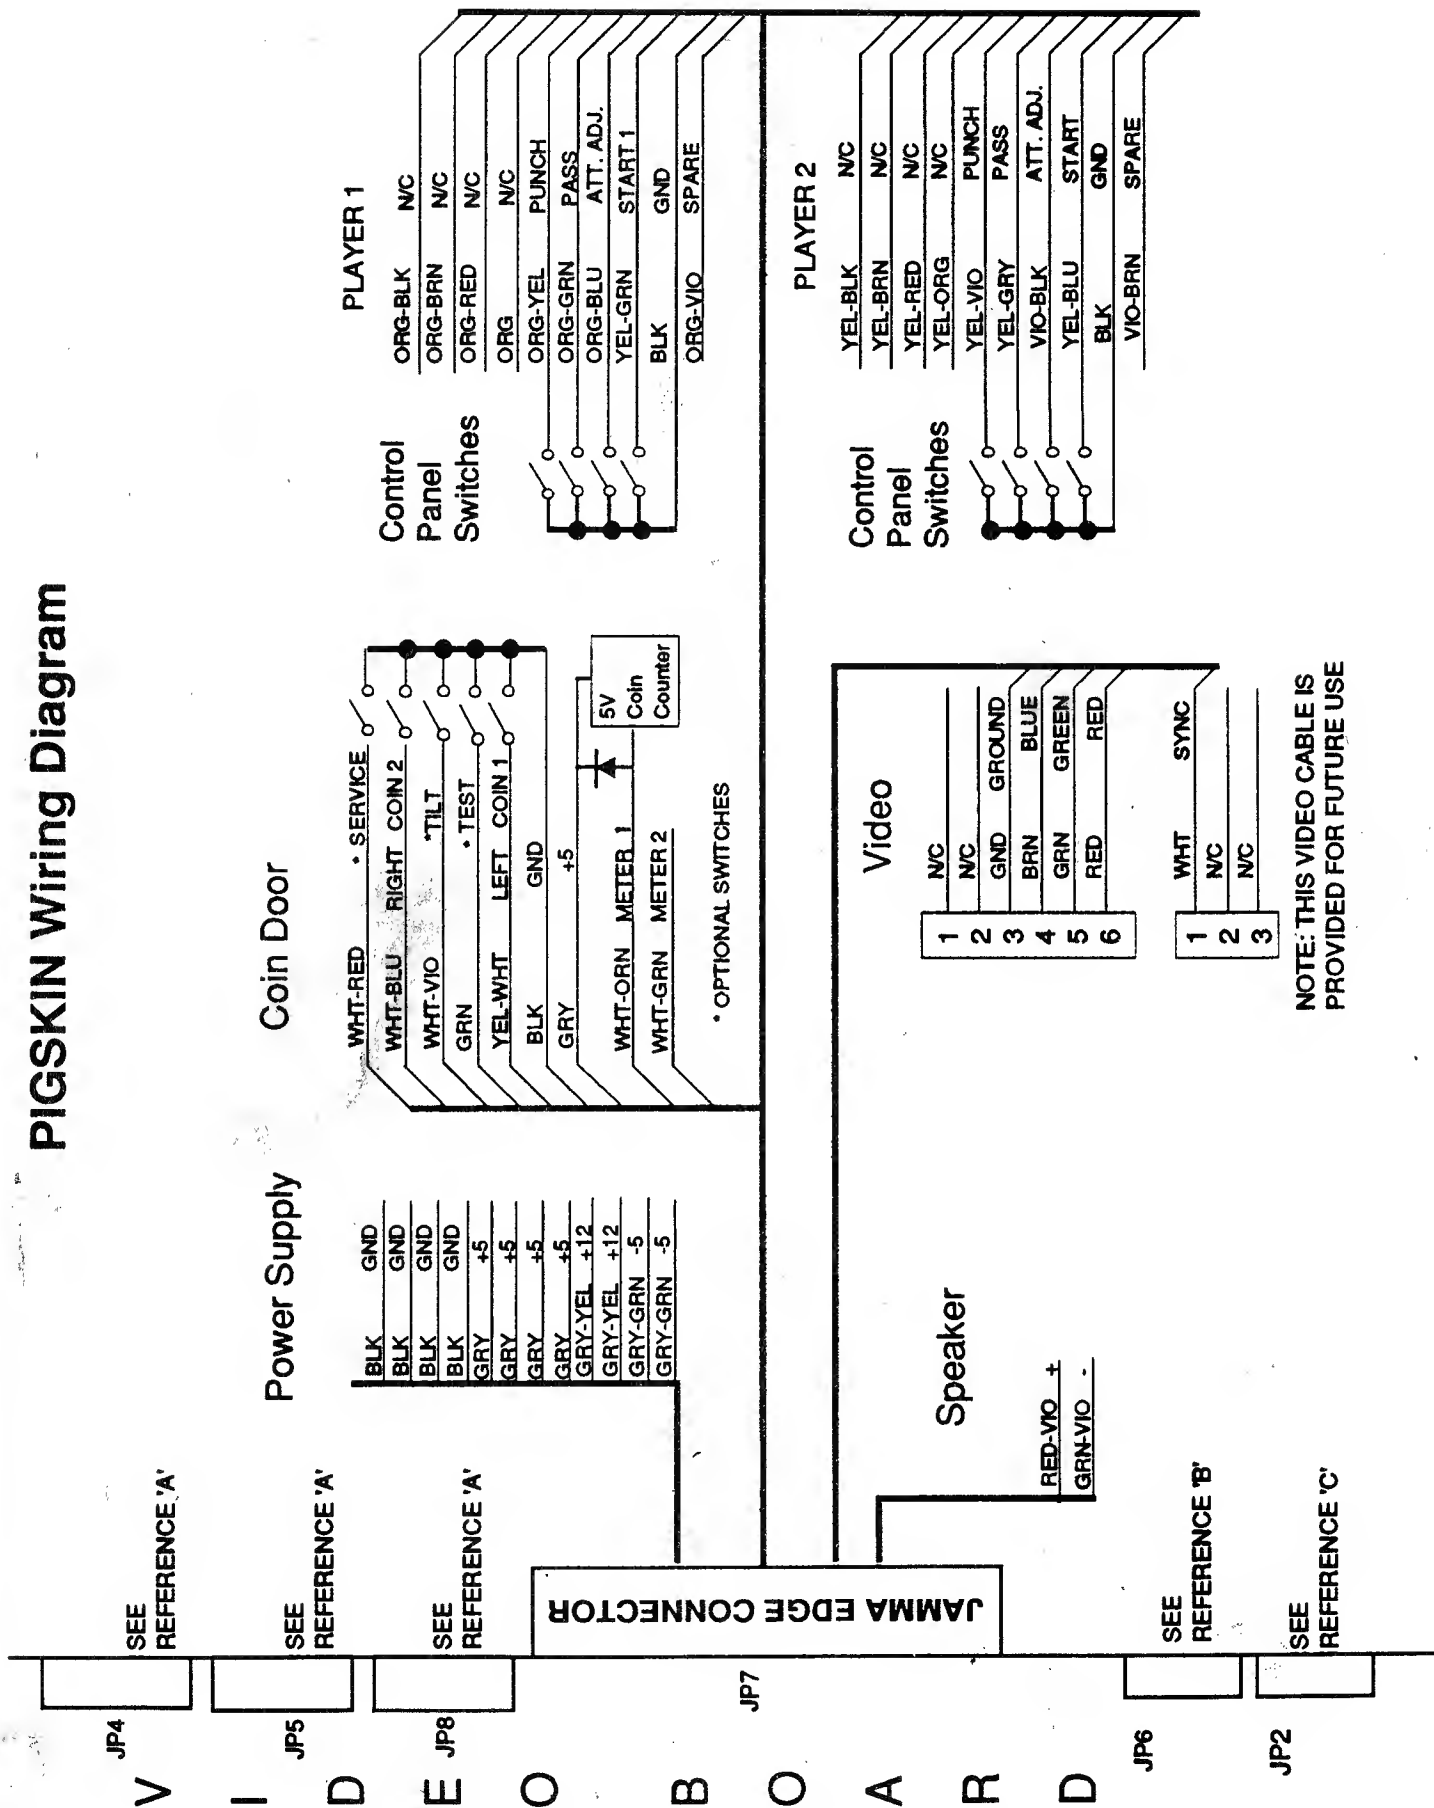 PIGSKIN Wiring Diagram
VIDEO BOARD
JP4
SEE
REFERENCE 'A'
JP5
SEE
REFERENCE 'A'
JP8
SEE
REFERENCE 'A'
JP7
JAMMA EDGE CONNECTOR
JP6
SEE
REFERENCE 'B'
JP2
SEE
REFERENCE 'C'
Power Supply
BLK GND
BLK GND
BLK GND
BLK GND
GRY +5
GRY +5
GRY +5
GRY +5
GRY-YEL +12
GRY-YEL +12
GRY-GRN -5
GRY-GRN -5
Speaker
RED-VIO +
GRN-VIO -
Coin Door
WHT-RED * SERVICE
WHT-BLU RIGHT COIN 2
WHT-VIO *TILT
GRN * TEST
YEL-WHT LEFT COIN 1
BLK GND
GRY +5
WHT-ORN METER 1
WHT-GRN METER 2
5V
Coin
Counter
* OPTIONAL SWITCHES
Video
1 N/C
2 N/C
3 GND GROUND
4 BRN BLUE
5 GRN GREEN
6 RED RED
1 WHT SYNC
2 N/C
3 N/C
NOTE: THIS VIDEO CABLE IS
PROVIDED FOR FUTURE USE
PLAYER 1
Control
Panel
Switches
ORG-BLK N/C
ORG-BRN N/C
ORG-RED N/C
ORG N/C
ORG-YEL PUNCH
ORG-GRN PASS
ORG-BLU ATT. ADJ.
YEL-GRN START 1
BLK GND
ORG-VIO SPARE
PLAYER 2
Control
Panel
Switches
YEL-BLK N/C
YEL-BRN N/C
YEL-RED N/C
YEL-ORG N/C
YEL-VIO PUNCH
YEL-GRY PASS
VIO-BLK ATT. ADJ.
YEL-BLU START
BLK GND
VIO-BRN SPARE